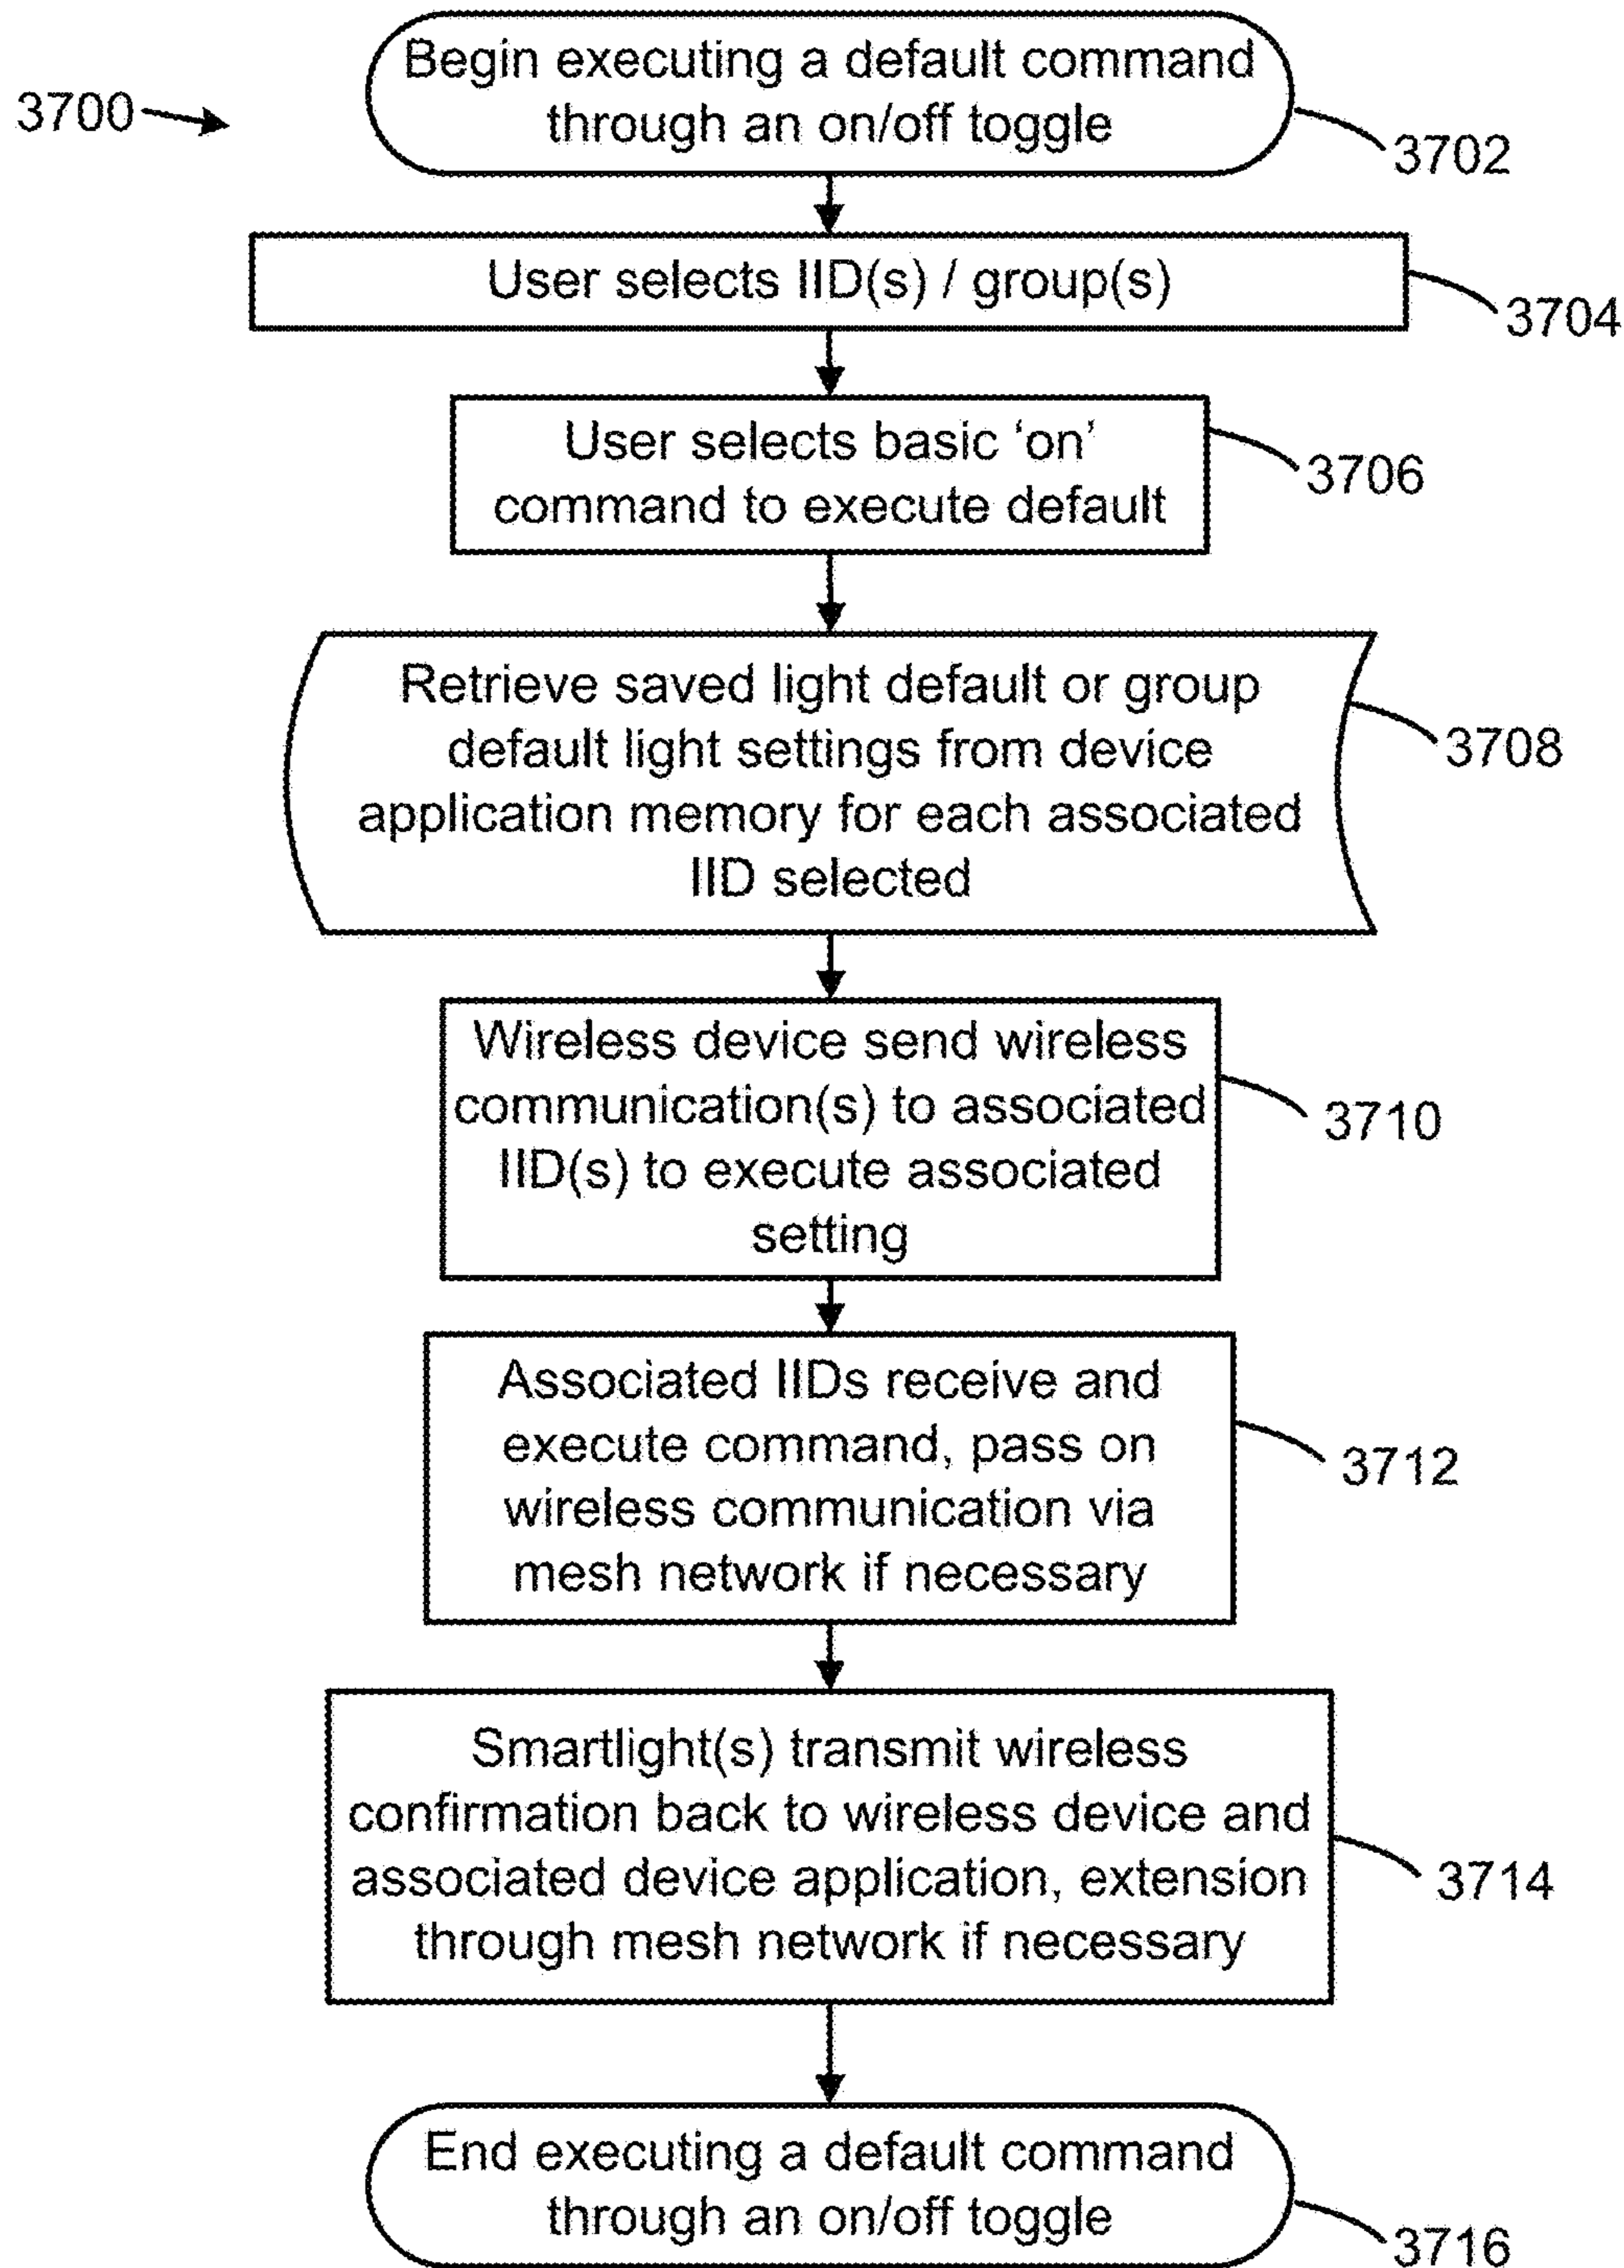 Begin executing a default command
through an on/off toggle
3700
3702
User selects IID(s) / group(s)
3704
User selects basic ‘on’
command to execute default
3706
Retrieve saved light default or group
default light settings from device
application memory for each associated
IID selected
3708
Wireless device send wireless
communication(s) to associated
IID(s) to execute associated
setting
3710
Associated IIDs receive and
execute command, pass on
wireless communication via
mesh network if necessary
3712
Smartlight(s) transmit wireless
confirmation back to wireless device and
associated device application, extension
through mesh network if necessary
3714
End executing a default command
through an on/off toggle
3716